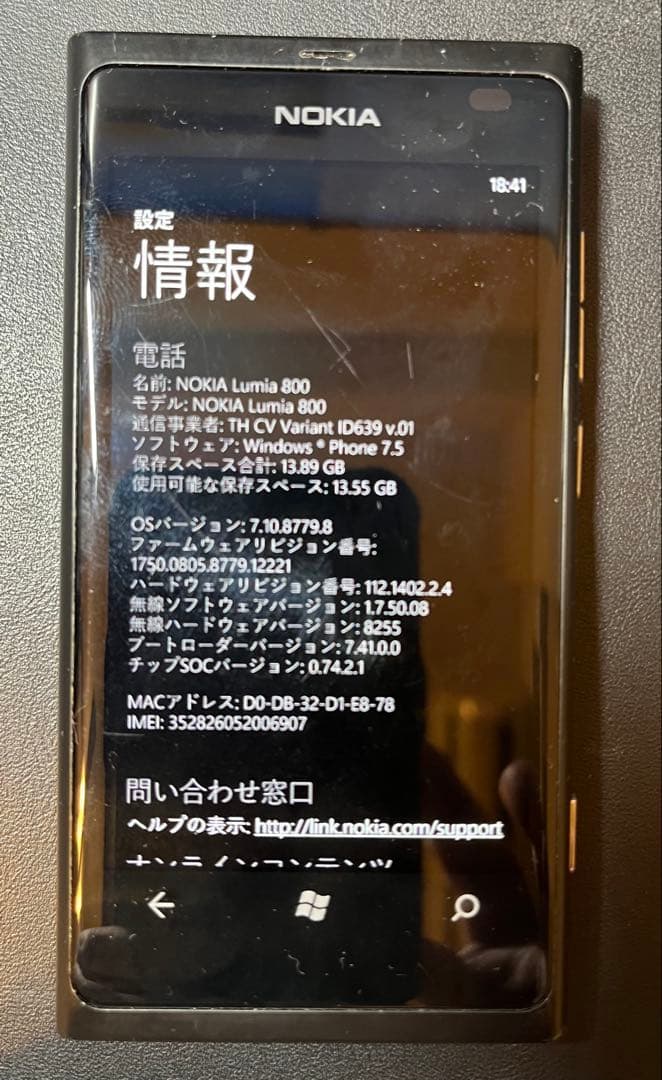 NOKIA
18:41
設定
情報
電話
名前: NOKIA Lumia 800
モデル: NOKIA Lumia 800
通信事業者: TH CV Variant ID639 v.01
ソフトウェア: Windows® Phone 7.5
保存スペース合計: 13.89 GB
使用可能な保存スペース: 13.55 GB
OSバージョン: 7.10.8779.8
ファームウェアリビジョン番号:
1750.0805.8779.12221
ハードウェアリビジョン番号: 112.1402.2.4
無線ソフトウェアバージョン: 1.7.50.08
無線ハードウェアバージョン: 8255
ブートローダーバージョン: 7.41.0.0
チップSOCバージョン: 0.74.2.1
MACアドレス: D0-DB-32-D1-E8-78
IMEI: 352826052006907
問い合わせ窓口
ヘルプの表示: http://link.nokia.com/support
オンラインコンテンツ